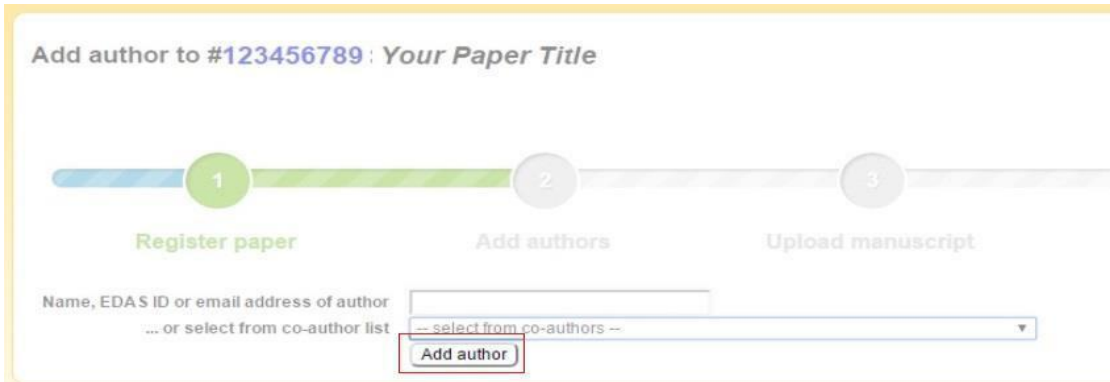 Add author to #123456789 : Your Paper Title
1 2 3
Register paper Add authors Upload manuscript
Name, EDAS ID or email address of author
... or select from co-author list -- select from co-authors --
Add author